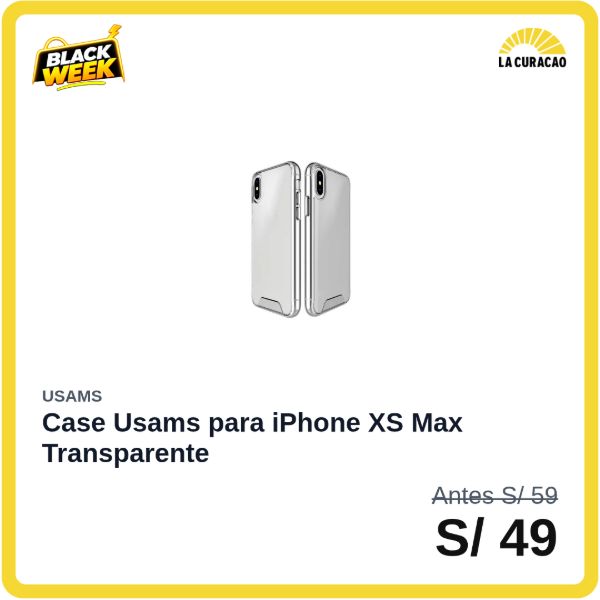 BLACK
WEEK
LA CURACAO
USAMS
Case Usams para iPhone XS Max
Transparente
Antes S/ 59
S/ 49